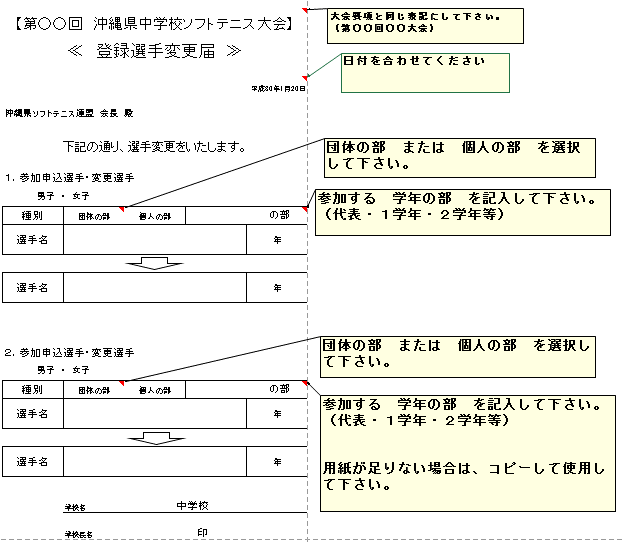 【第〇〇回　沖縄県中学校ソフトテニス大会】
≪　登録選手変更届　≫
大会要項と同じ表記にして下さい。
（第〇〇回〇〇大会）
日付を合わせてください
平成30年1月20日
沖縄県ソフトテニス連盟　会長　殿
下記の通り、選手変更をいたします。
団体の部　または　個人の部　を選択
して下さい。
1．参加申込選手・変更選手
男子 ・ 女子
参加する　学年の部　を記入して下さい。
（代表・１学年・２学年等）
種別　団体の部　個人の部　の部
選手名　年
選手名　年
2．参加申込選手・変更選手
男子 ・ 女子
団体の部　または　個人の部　を選択し
て下さい。
種別　団体の部　個人の部　の部
選手名　年
選手名　年
参加する　学年の部　を記入して下さい。
（代表・１学年・２学年等）
用紙が足りない場合は、コピーして使用し
て下さい。
学校名　中学校
学校長名　印